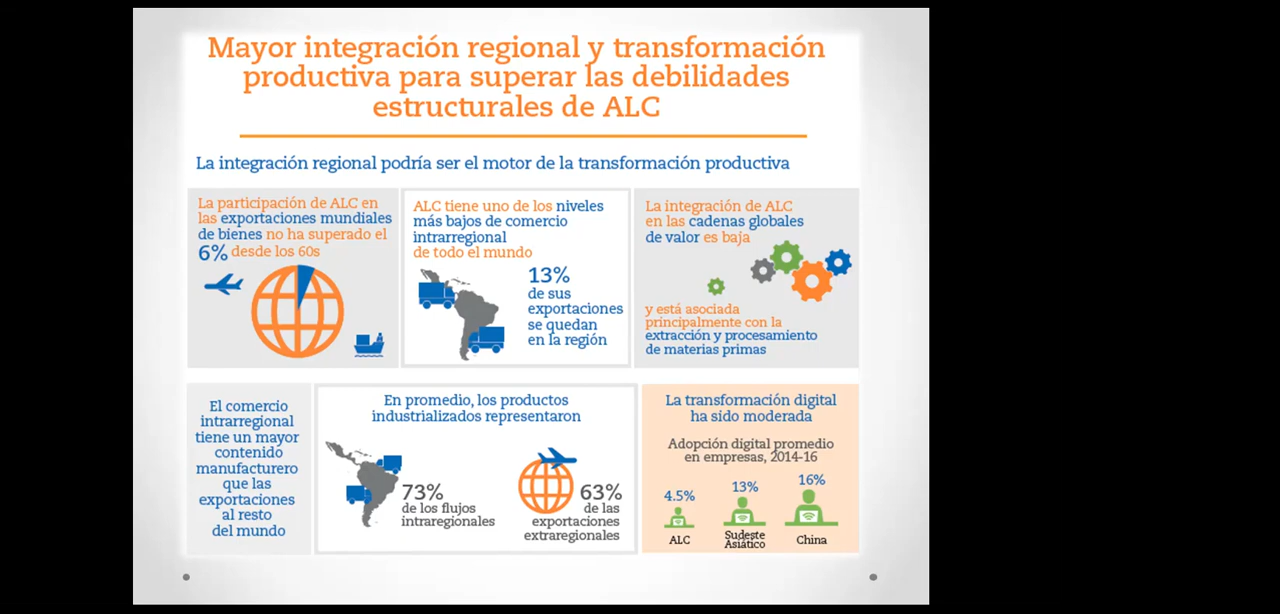 Mayor integración regional y transformación
productiva para superar las debilidades
estructurales de ALC
La integración regional podría ser el motor de la transformación productiva
La participación de ALC en
las exportaciones mundiales
de bienes no ha superado el
6% desde los 60s
ALC tiene uno de los niveles
más bajos de comercio
intrarregional
de todo el mundo
13%
de sus
exportaciones
se quedan
en la región
La integración de ALC
en las cadenas globales
de valor es baja
y está asociada
principalmente con la
extracción y procesamiento
de materias primas
El comercio
intrarregional
tiene un mayor
contenido
manufacturero
que las
exportaciones
al resto
del mundo
En promedio, los productos
industrializados representaron
73%
de los flujos
intraregionales
63%
de las
exportaciones
extraregionales
La transformación digital
ha sido moderada
Adopción digital promedio
en empresas, 2014-16
4.5%
13%
16%
ALC
Sudeste
Asiático
China